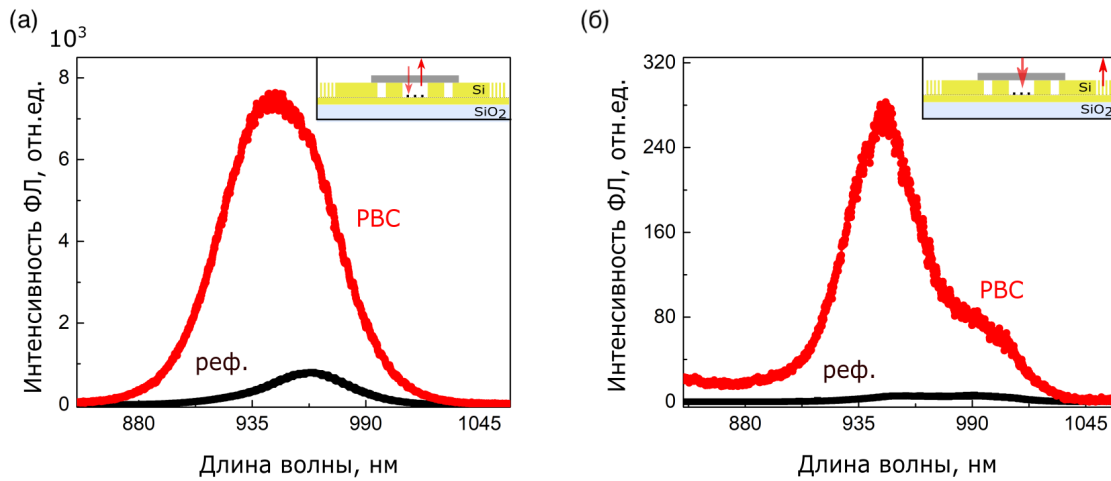 (а)
10³
Интенсивность ФЛ, отн.ед.
8
6
4
2
0
880
935
990
1045
Длина волны, нм
РВС
реф.
Si
SiO₂
(б)
Интенсивность ФЛ, отн.ед.
320
240
160
80
0
880
935
990
1045
Длина волны, нм
РВС
реф.
Si
SiO₂